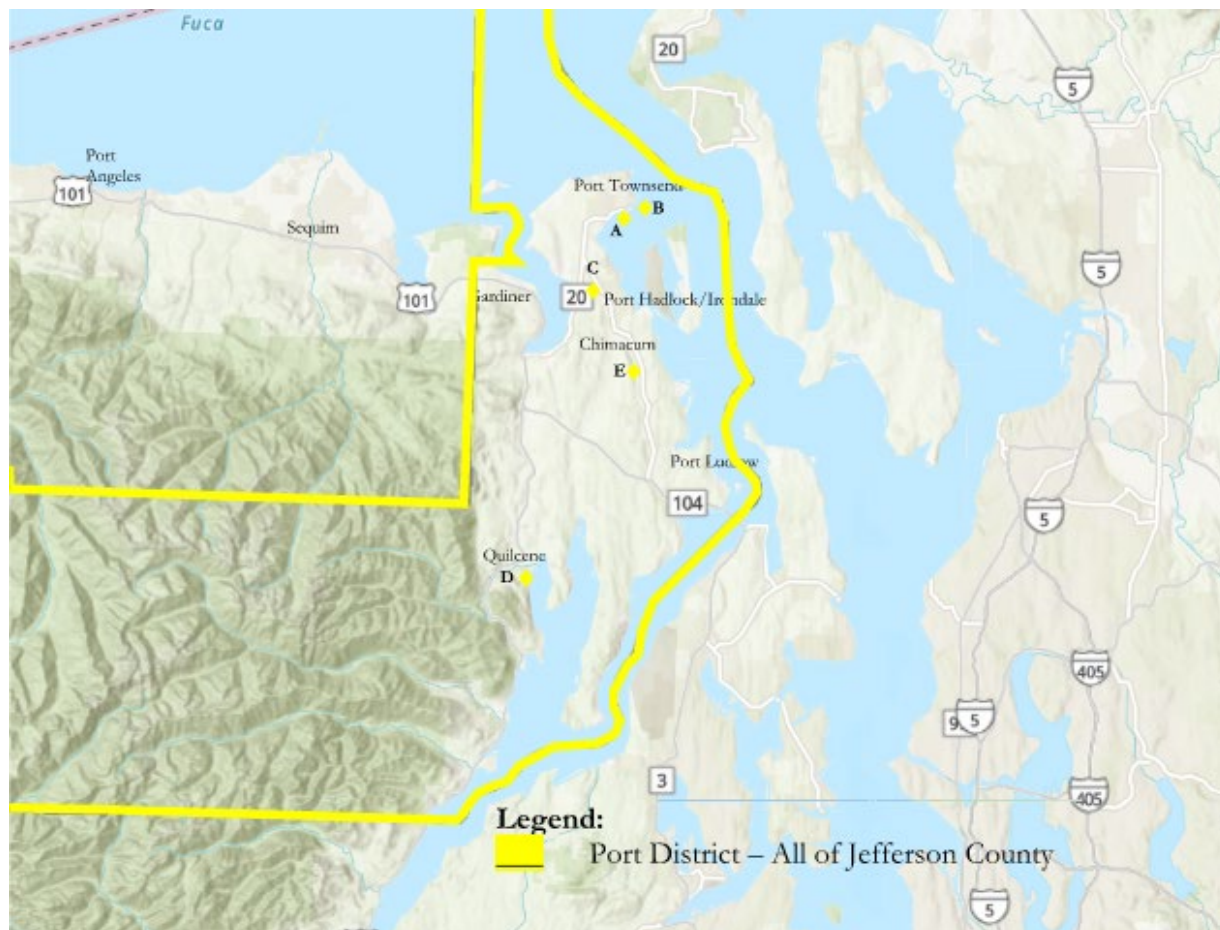 Fuca
20
5
Port
Angeles
101
Port Townsend
B
A
Sequim
5
C
101
Gardiner
20
Port Hadlock/Irondale
Chimacum
E
Port Ludlow
104
5
Quilcene
D
405
5
3
405
Legend:
Port District – All of Jefferson County
5